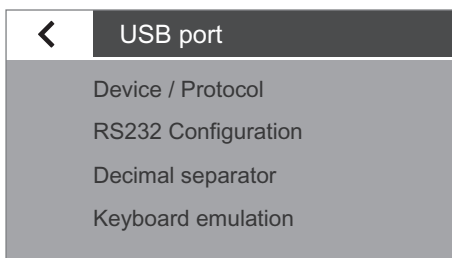 USB port
Device / Protocol
RS232 Configuration
Decimal separator
Keyboard emulation